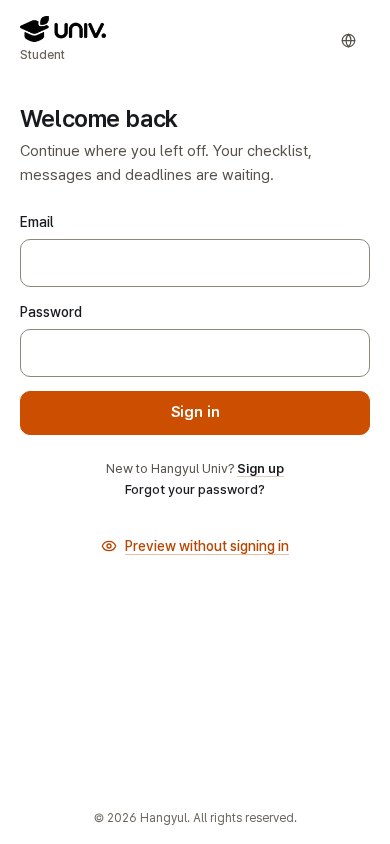 UNIV.
Student
Welcome back
Continue where you left off. Your checklist,
messages and deadlines are waiting.
Email
Password
Sign in
New to Hangyul Univ? Sign up
Forgot your password?
Preview without signing in
© 2026 Hangyul. All rights reserved.